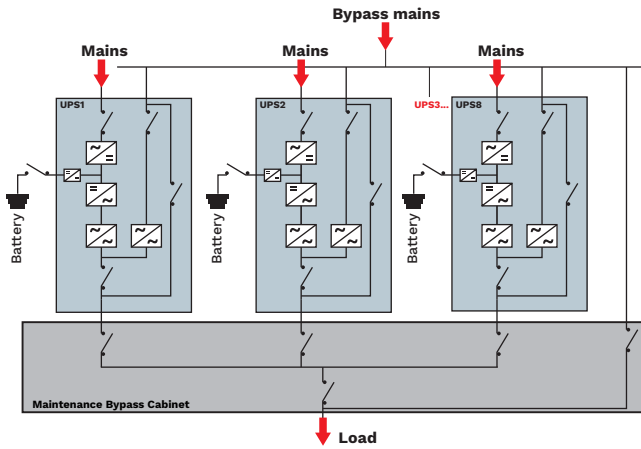 Bypass mains
Mains
Mains
Mains
UPS1
UPS2
UPS3...
UPS8
Battery
Battery
Battery
Maintenance Bypass Cabinet
Load